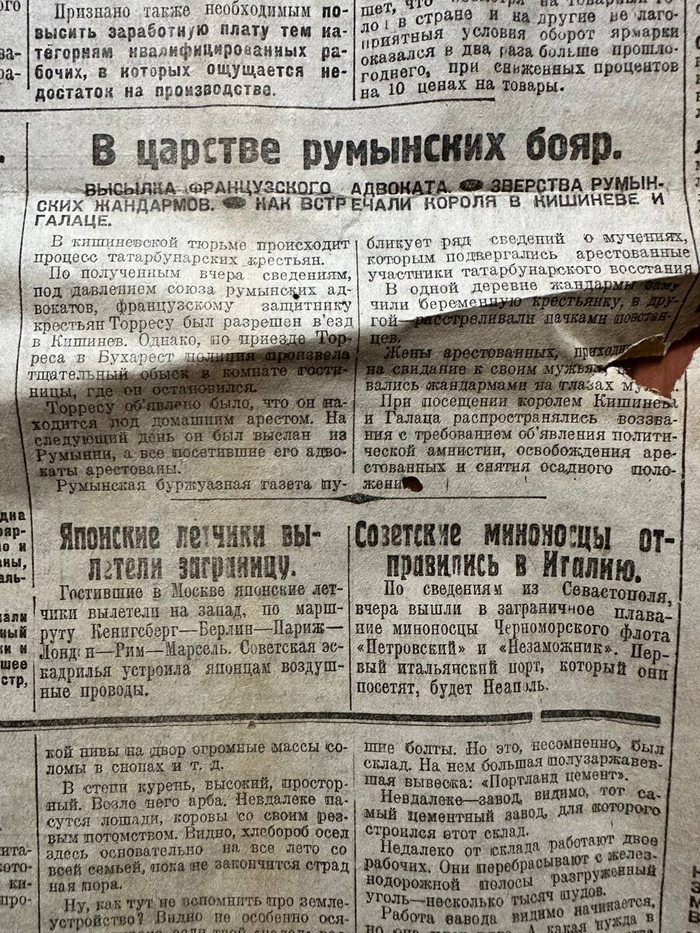 Признано также необходимым по-
высить заработную плату тем ка-
тегориям квалифицированных ра-
бочих, в которых ощущается не-
достаток на производстве.
ло в стране и на другие не
приятные условия оборот ярмарки
оказался в два раза больше прошло-
годнего, при сниженных процентов
на 10 ценах на товары.
В царстве румынских бояр.
ВЫСЫЛКА ФРАНЦУЗСКОГО АДВОКАТА. ЗВЕРСТВА РУМЫН-
СКИХ ЖАНДАРМОВ. КАК ВСТРЕЧАЛИ КОРОЛЯ В КИШИНЕВЕ И
ГАЛАЦЕ.
В кишиневской тюрьме происходит
процесс татарбунарских крестьян.
По полученным вчера сведениям,
под давлением союза румынских ад-
вокатов, французскому защитнику
крестьян Торресу был разрешен в'езд
в Кишинев. Однако, по приезде Тор-
реса в Бухарест полиция произвела
тщательный обыск в комнате гости-
ницы, где он остановился.
Торресу об'явлено было, что он на-
ходится под домашним арестом. На
следующий день он был выслан из
Румынии, а все посетившие его адво-
каты арестованы.
Румынская буржуазная газета пу-
бликует ряд сведений о мучениях,
которым подвергались арестованные
участники татарбунарского восстания
В одной деревне жандармы
чили беременную крестьянку, в дру-
гой—расстреливали пачками повстан-
цев.
Жены арестованных,
на свидание к своим мужьям,
вались жандармами на глазах
При посещении королем Кишинева
и Галаца распространялись воззва-
ния с требованием об'явления полити-
ческой амнистии, освобождения аре-
стованных и снятия осадного поло-
жени
Японские летчики вы-
летели заграницу.
Гостившие в Москве японские лет-
чики вылетели на запад, по марш-
руту Кенигсберг—Берлин—Париж—
Лондон—Рим—Марсель. Советская эс-
кадрилья устроила японцам воздуш-
ные проводы.
Советские миноносцы от-
правились в Италию.
По сведениям из Севастополя,
вчера вышли в заграничное плава-
ние миноносцы Черноморского флота
«Петровский» и «Незаможник». Пер-
вый итальянский порт, который они
посетят, будет Неаполь.
кой нивы на двор огромные массы со-
ломы в снопах и т. д.
В степи курень, высокий, простор-
ный. Возле него арба. Невдалеке па-
сутся лошади, коровы со своим рез-
вым потомством. Видно, хлебороб осел
здесь основательно на все лето со
всей семьей, пока не закончится страд
ная пора.
Ну, как тут не вспомнить про земле-
устройство? Видно не особенно ося-
шие болты. Но это, несомненно, был
склад. На нем большая полузаржавев-
шая вывеска: «Портланд цемент».
Невдалеке—завод, видимо, тот са-
мый цементный завод, для которого
строился этот склад.
Недалеко от склада работают двое
рабочих. Они перебрасывают с желез-
нодорожной полосы разгруженный
уголь—несколько тысяч пудов.
Работа завода видимо начинается,